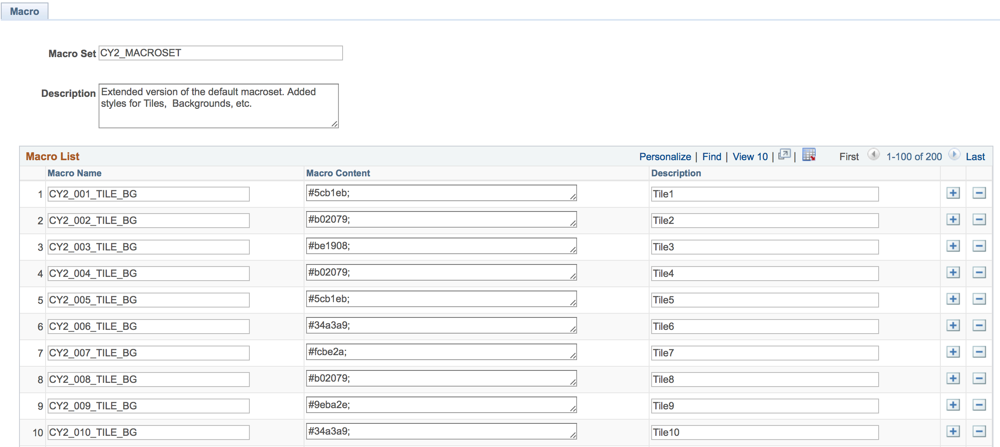 Macro
Macro Set CY2_MACROSET
Description Extended version of the default macroset. Added
styles for Tiles,  Backgrounds, etc.
Macro List Personalize | Find | View 10 | | First 1-100 of 200 Last
Macro Name Macro Content Description
1 CY2_001_TILE_BG #5cb1eb; Tile1
2 CY2_002_TILE_BG #b02079; Tile2
3 CY2_003_TILE_BG #be1908; Tile3
4 CY2_004_TILE_BG #b02079; Tile4
5 CY2_005_TILE_BG #5cb1eb; Tile5
6 CY2_006_TILE_BG #34a3a9; Tile6
7 CY2_007_TILE_BG #fcbe2a; Tile7
8 CY2_008_TILE_BG #b02079; Tile8
9 CY2_009_TILE_BG #9eba2e; Tile9
10 CY2_010_TILE_BG #34a3a9; Tile10